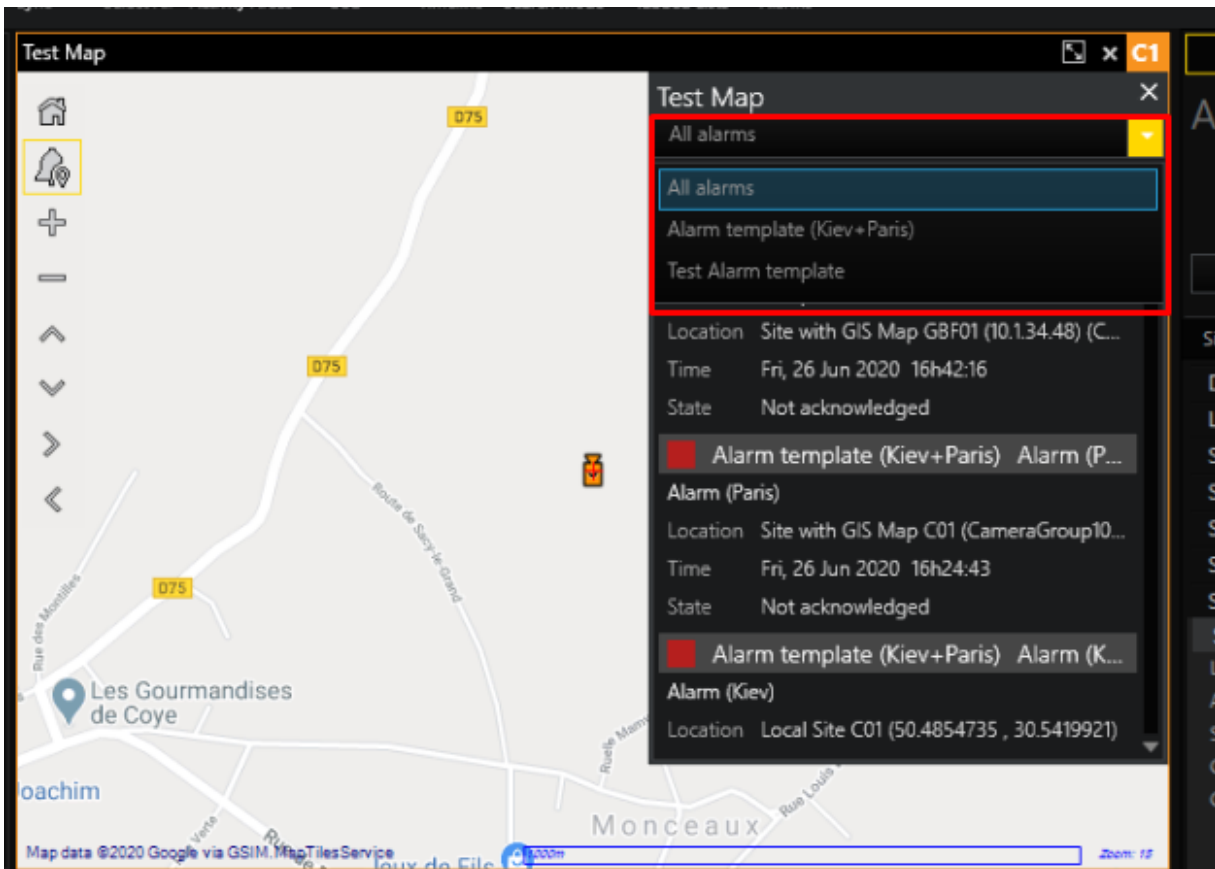 Test Map
C1
D75
D75
D75
Route de Sacy-le-Grand
Rue des Montilles
Les Gourmandises
de Coye
oachim
Monceaux
Map data ©2020 Google via GSIM.MapTilesService
1000m
Zoom: 15
Test Map
All alarms
All alarms
Alarm template (Kiev+Paris)
Test Alarm template
Location Site with GIS Map GBF01 (10.1.34.48) (C...
Time Fri, 26 Jun 2020 16h42:16
State Not acknowledged
Alarm template (Kiev+Paris) Alarm (P...
Alarm (Paris)
Location Site with GIS Map C01 (CameraGroup10...
Time Fri, 26 Jun 2020 16h24:43
State Not acknowledged
Alarm template (Kiev+Paris) Alarm (K...
Alarm (Kiev)
Location Local Site C01 (50.4854735 , 30.5419921)